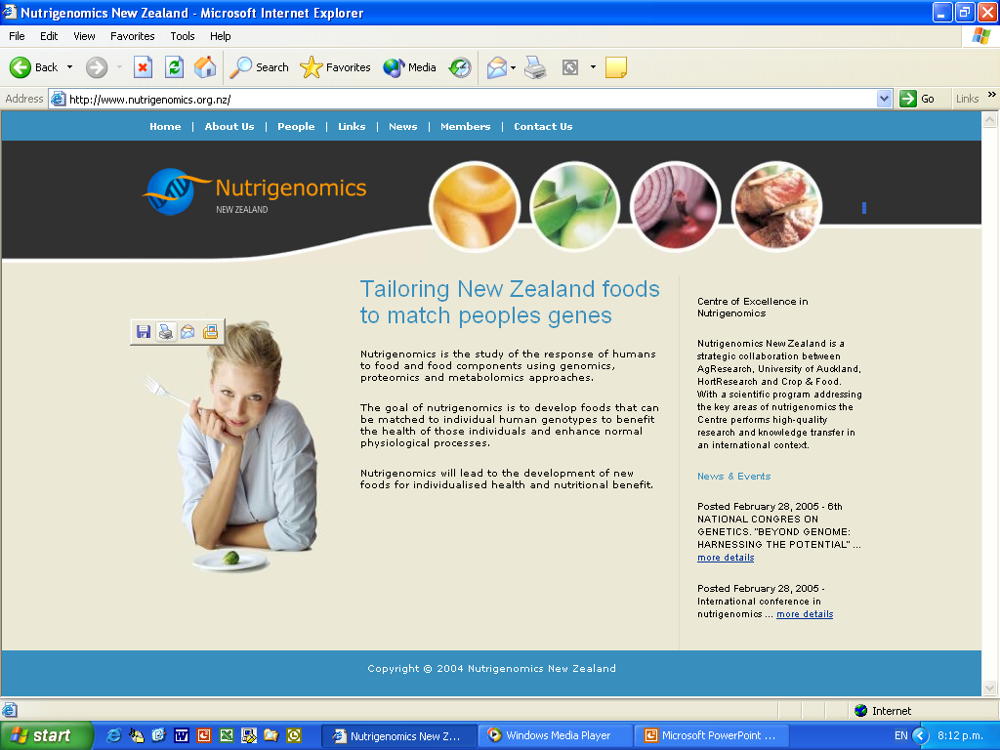 Nutrigenomics New Zealand - Microsoft Internet Explorer
File Edit View Favorites Tools Help
Back Search Favorites Media
Address http://www.nutrigenomics.org.nz/ Go Links »
Home | About Us | People | Links | News | Members | Contact Us
Nutrigenomics
NEW ZEALAND
Tailoring New Zealand foods
to match peoples genes
Nutrigenomics is the study of the response of humans
to food and food components using genomics,
proteomics and metabolomics approaches.
The goal of nutrigenomics is to develop foods that can
be matched to individual human genotypes to benefit
the health of those individuals and enhance normal
physiological processes.
Nutrigenomics will lead to the development of new
foods for individualised health and nutritional benefit.
Centre of Excellence in
Nutrigenomics
Nutrigenomics New Zealand is a
strategic collaboration between
AgResearch, University of Auckland,
HortResearch and Crop & Food.
With a scientific program addressing
the key areas of nutrigenomics the
Centre performs high-quality
research and knowledge transfer in
an international context.
News & Events
Posted February 28, 2005 - 6th
NATIONAL CONGRES ON
GENETICS. "BEYOND GENOME:
HARNESSING THE POTENTIAL" ...
more details
Posted February 28, 2005 -
International conference in
nutrigenomics ... more details
Copyright © 2004 Nutrigenomics New Zealand
Internet
start Nutrigenomics New Z... Windows Media Player Microsoft PowerPoint ... EN 8:12 p.m.